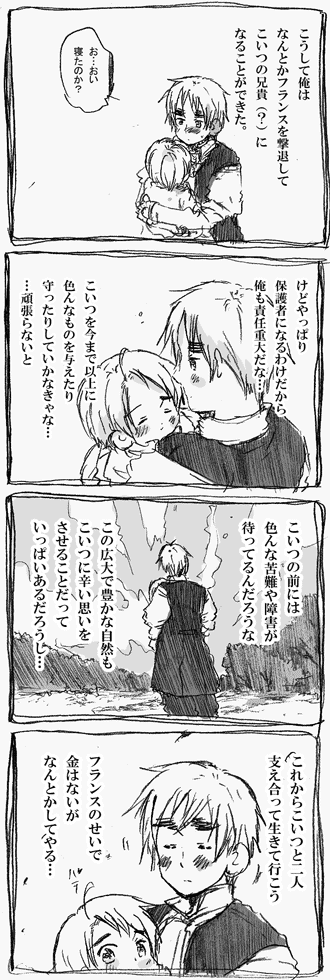 こうして俺は
なんとかフランスを撃退して
こいつの兄貴（？）に
なることができた。
お…おい
寝たのか？
けどやっぱり
保護者になるわけだから
俺も責任重大だな…
こいつを今まで以上に
色んなものを与えたり
守ったりしていかなきゃな…
…頑張らないと
こいつの前には
色んな苦難や障害が
待ってるんだろうな
この広大で豊かな自然も
こいつに辛い思いを
させることだって
いっぱいあるだろうし…
これからこいつと二人
支え合って生きて行こう
フランスのせいで
金はないが
なんとかしてやる…